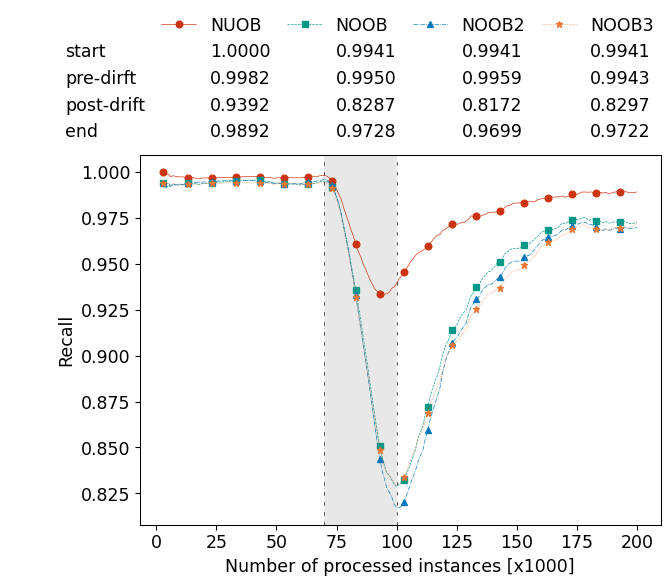 NUOB NOOB NOOB2 NOOB3
start 1.0000 0.9941 0.9941 0.9941
pre-dirft 0.9982 0.9950 0.9959 0.9943
post-drift 0.9392 0.8287 0.8172 0.8297
end 0.9892 0.9728 0.9699 0.9722
1.000
0.975
0.950
0.925
0.900
0.875
0.850
0.825
Recall
0 25 50 75 100 125 150 175 200
Number of processed instances [x1000]